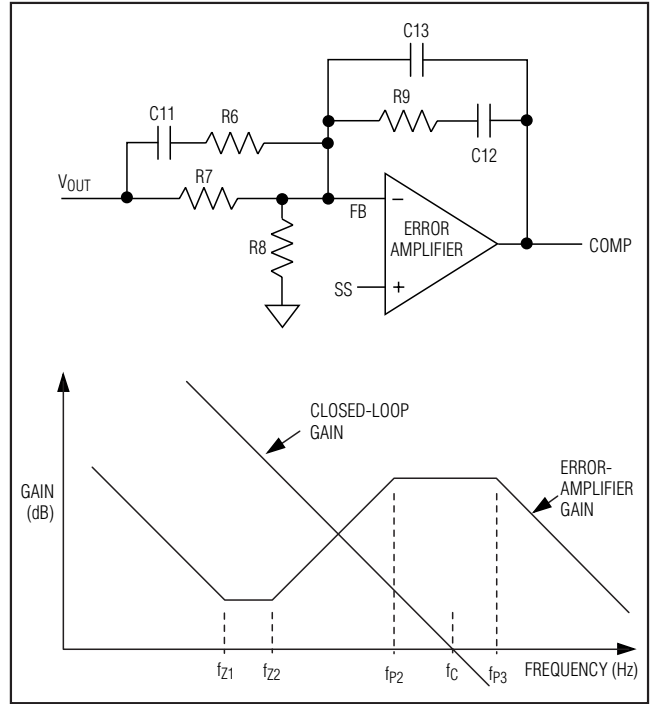 C13
R9
C11
R6
C12
VOUT
R7
FB
R8
ERROR
AMPLIFIER
COMP
SS
−
+
CLOSED-LOOP
GAIN
ERROR-
AMPLIFIER
GAIN
GAIN
(dB)
fZ1
fZ2
fP2
fC
fP3
FREQUENCY (Hz)